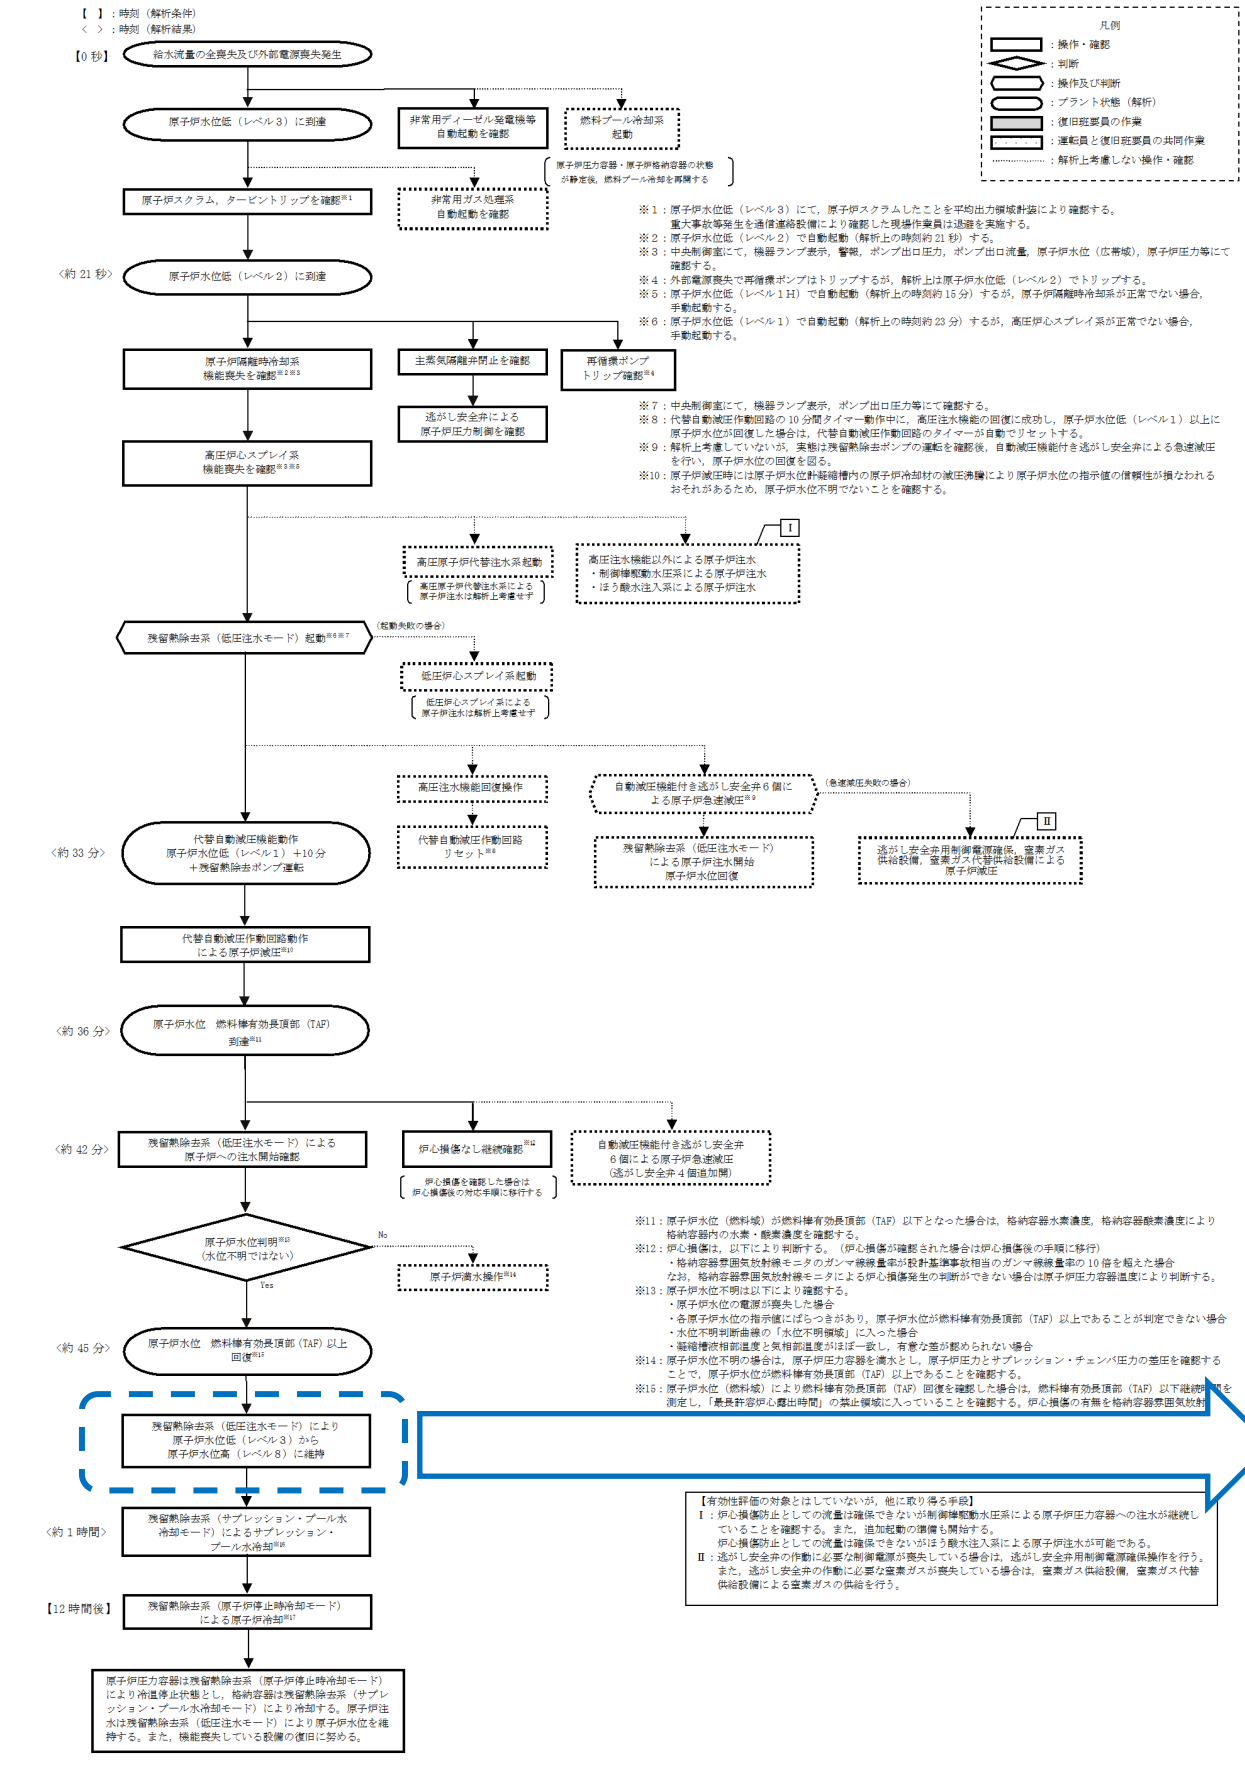 【　】：時刻（解析条件）
＜　＞：時刻（解析結果）
凡例
：操作・確認
：判断
：操作及び判断
：プラント状態（解析）
：復旧班要員の作業
：運転員と復旧班要員の共同作業
：解析上考慮しない操作・確認
【0 秒】
給水流量の全喪失及び外部電源喪失発生
原子炉水位低（レベル３）に到達
非常用ディーゼル発電機等
自動起動を確認
燃料プール冷却系
起動
原子炉圧力容器・原子炉格納容器の状態
が静定後，燃料プール冷却を再開する
原子炉スクラム，タービントリップを確認※1
非常用ガス処理系
自動起動を確認
※１：原子炉水位低（レベル３）にて，原子炉スクラムしたことを平均出力領域計装により確認する。
重大事故等発生を通信連絡設備により確認した現場作業員は退避を実施する。
※２：原子炉水位低（レベル２）で自動起動（解析上の時刻約 21 秒）する。
※３：中央制御室にて，機器ランプ表示，警報，ポンプ出口圧力，ポンプ出口流量，原子炉水位（広帯域），原子炉圧力等にて
確認する。
※４：外部電源喪失で再循環ポンプはトリップするが，解析上は原子炉水位低（レベル２）でトリップする。
※５：原子炉水位低（レベル１H）で自動起動（解析上の時刻約 15 分）するが，原子炉隔離時冷却系が正常でない場合，
手動起動する。
※６：原子炉水位低（レベル１）で自動起動（解析上の時刻約 23 分）するが，高圧炉心スプレイ系が正常でない場合，
手動起動する。
＜約 21 秒＞
原子炉水位低（レベル２）に到達
原子炉隔離時冷却系
機能喪失を確認※2※3
主蒸気隔離弁閉止を確認
再循環ポンプ
トリップ確認※4
逃がし安全弁による
原子炉圧力制御を確認
高圧炉心スプレイ系
機能喪失を確認※3※5
※７：中央制御室にて，機器ランプ表示，ポンプ出口圧力等にて確認する。
※８：代替自動減圧作動回路の 10 分間タイマー動作中に，高圧注水機能の回復に成功し，原子炉水位低（レベル１）以上に
原子炉水位が回復した場合は，代替自動減圧作動回路のタイマーが自動でリセットする。
※９：解析上考慮していないが，実態は残留熱除去ポンプの運転を確認後，自動減圧機能付き逃がし安全弁による急速減圧
を行い，原子炉水位の回復を図る。
※10：原子炉減圧時には原子炉水位計凝縮槽内の原子炉冷却材の減圧沸騰により原子炉水位の指示値の信頼性が損なわれる
おそれがあるため，原子炉水位不明でないことを確認する。
Ⅰ
高圧原子炉代替注水系起動
高圧原子炉代替注水系による
原子炉注水は解析上考慮せず
高圧注水機能以外による原子炉注水
・制御棒駆動水圧系による原子炉注水
・ほう酸水注入系による原子炉注水
残留熱除去系（低圧注水モード）起動※6※7
（起動失敗の場合）
低圧炉心スプレイ系起動
低圧炉心スプレイ系による
原子炉注水は解析上考慮せず
高圧注水機能回復操作
自動減圧機能付き逃がし安全弁６個に
よる原子炉急速減圧※9
（急速減圧失敗の場合）
Ⅱ
＜約 33 分＞
代替自動減圧機能動作
原子炉水位低（レベル１）＋10 分
＋残留熱除去ポンプ運転
代替自動減圧作動回路
リセット※8
残留熱除去系（低圧注水モード）
による原子炉注水開始
原子炉水位回復
逃がし安全弁用制御電源確保，窒素ガス
供給設備，窒素ガス代替供給設備による
原子炉減圧
代替自動減圧作動回路動作
による原子炉減圧※10
＜約 36 分＞
原子炉水位　燃料棒有効長頂部（TAF）
到達※11
＜約 42 分＞
残留熱除去系（低圧注水モード）による
原子炉への注水開始確認
炉心損傷なし継続確認※12
炉心損傷を確認した場合は
炉心損傷後の対応手順に移行する
自動減圧機能付き逃がし安全弁
６個による原子炉急速減圧
（逃がし安全弁４個追加開）
原子炉水位判明※13
（水位不明ではない）
No
Yes
原子炉満水操作※14
※11：原子炉水位（燃料域）が燃料棒有効長頂部（TAF）以下となった場合は，格納容器水素濃度，格納容器酸素濃度により
格納容器内の水素・酸素濃度を確認する。
※12：炉心損傷は，以下により判断する。（炉心損傷が確認された場合は炉心損傷後の手順に移行）
・格納容器雰囲気放射線モニタのガンマ線線量率が設計基準事故相当のガンマ線線量率の 10 倍を超えた場合
なお，格納容器雰囲気放射線モニタによる炉心損傷発生の判断ができない場合は原子炉圧力容器温度により判断する。
※13：原子炉水位不明は以下により確認する。
・原子炉水位の電源が喪失した場合
・各原子炉水位の指示値にばらつきがあり，原子炉水位が燃料棒有効長頂部（TAF）以上であることが判定できない場合
・水位不明判断曲線の「水位不明領域」に入った場合
・凝縮槽液相部温度と気相部温度がほぼ一致し，有意な差が認められない場合
※14：原子炉水位不明の場合は，原子炉圧力容器を満水とし，原子炉圧力とサプレッション・チェンバ圧力の差圧を確認する
ことで，原子炉水位が燃料棒有効長頂部（TAF）以上であることを確認する。
※15：原子炉水位（燃料域）により燃料棒有効長頂部（TAF）回復を確認した場合は，燃料棒有効長頂部（TAF）以下継続時間を
測定し，「最長許容炉心露出時間」の禁止領域に入っていることを確認する。炉心損傷の有無を格納容器雰囲気放射
＜約 45 分＞
原子炉水位　燃料棒有効長頂部（TAF）以上
回復※15
残留熱除去系（低圧注水モード）により
原子炉水位低（レベル３）から
原子炉水位高（レベル８）に維持
＜約１時間＞
残留熱除去系（サプレッション・プール水
冷却モード）によるサプレッション・
プール水冷却※16
【有効性評価の対象とはしていないが，他に取り得る手段】
Ⅰ：炉心損傷防止としての流量は確保できないが制御棒駆動水圧系による原子炉圧力容器への注水が継続し
ていることを確認する。また，追加起動の準備も開始する。
炉心損傷防止としての流量は確保できないがほう酸水注入系による原子炉注水が可能である。
Ⅱ：逃がし安全弁の作動に必要な制御電源が喪失している場合は，逃がし安全弁用制御電源確保操作を行う。
また，逃がし安全弁の作動に必要な窒素ガスが喪失している場合は，窒素ガス供給設備，窒素ガス代替
供給設備による窒素ガスの供給を行う。
【12 時間後】
残留熱除去系（原子炉停止時冷却モード）
による原子炉冷却※17
原子炉圧力容器は残留熱除去系（原子炉停止時冷却モード）
により冷温停止状態とし，格納容器は残留熱除去系（サプレ
ッション・プール水冷却モード）により冷却する。原子炉注
水は残留熱除去系（低圧注水モード）により原子炉水位を維
持する。また，機能喪失している設備の復旧に努める。